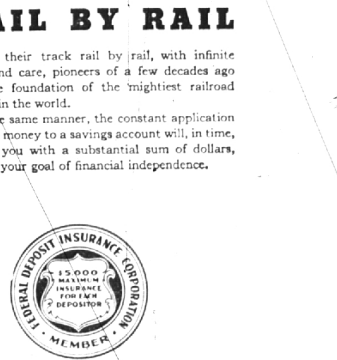 AIL BY RAIL
their track rail by rail, with infinite
nd care, pioneers of a few decades ago
e foundation of the mightiest railroad
in the world.
e same manner, the constant application
money to a savings account will, in time,
you with a substantial sum of dollars,
your goal of financial independence.
FEDERAL DEPOSIT INSURANCE CORPORATION
$5,000
MAXIMUM
INSURANCE
FOR EACH
DEPOSITOR
• MEMBER •